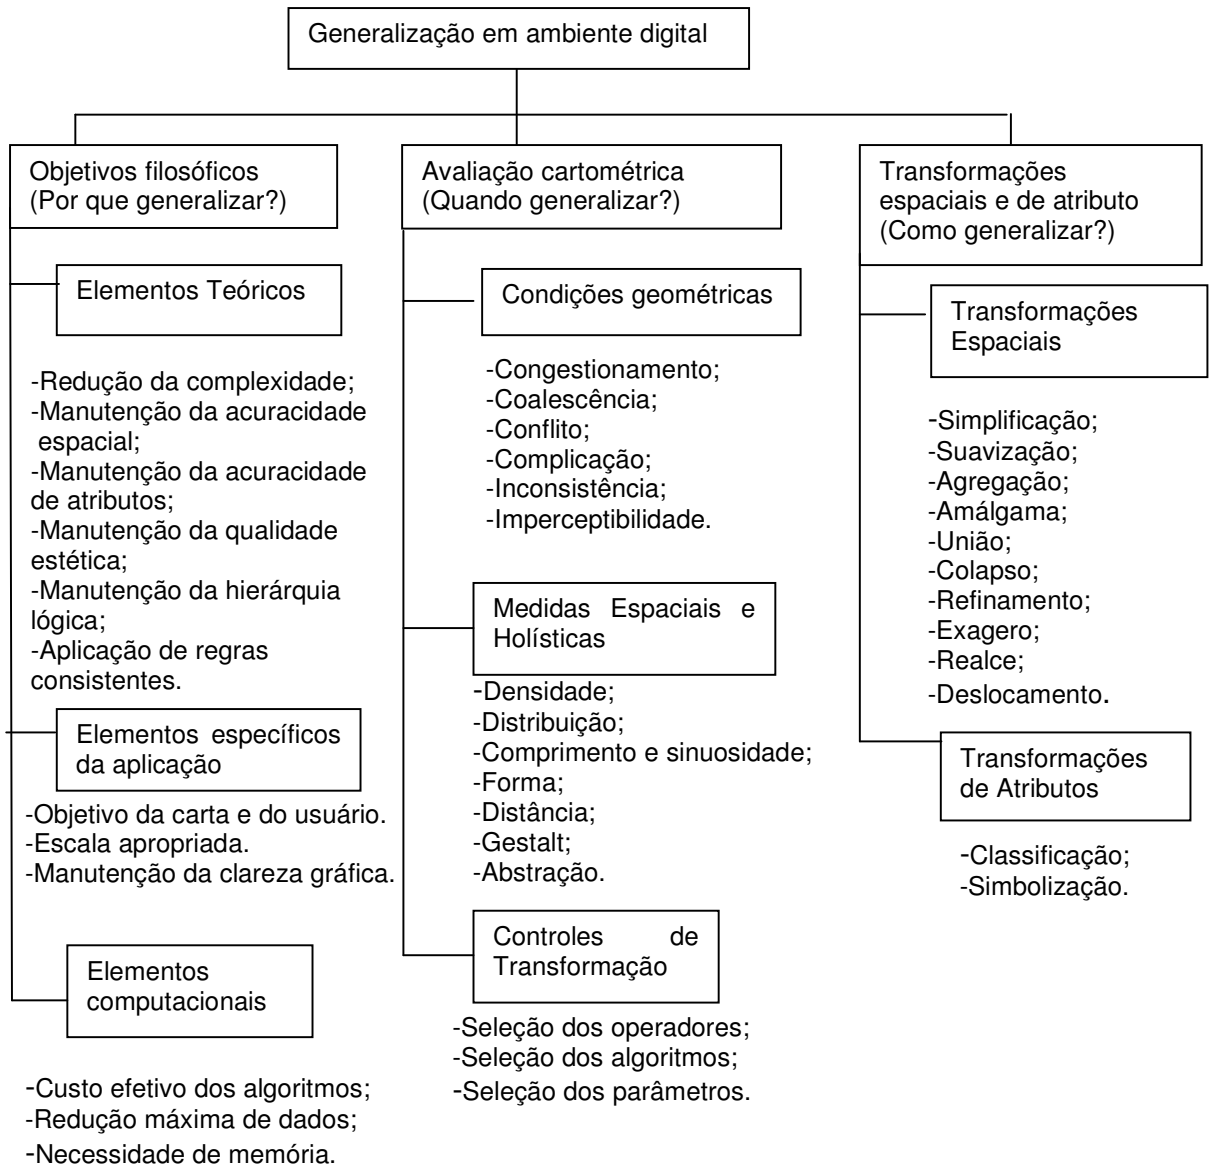 Generalização em ambiente digital
Objetivos filosóficos
(Por que generalizar?)
Elementos Teóricos
-Redução da complexidade;
-Manutenção da acuracidade
espacial;
-Manutenção da acuracidade
de atributos;
-Manutenção da qualidade
estética;
-Manutenção da hierárquia
lógica;
-Aplicação de regras
consistentes.
Elementos específicos
da aplicação
-Objetivo da carta e do usuário.
-Escala apropriada.
-Manutenção da clareza gráfica.
Elementos
computacionais
-Custo efetivo dos algoritmos;
-Redução máxima de dados;
-Necessidade de memória.
Avaliação cartométrica
(Quando generalizar?)
Condições geométricas
-Congestionamento;
-Coalescência;
-Conflito;
-Complicação;
-Inconsistência;
-Imperceptibilidade.
Medidas Espaciais e
Holísticas
-Densidade;
-Distribuição;
-Comprimento e sinuosidade;
-Forma;
-Distância;
-Gestalt;
-Abstração.
Controles de
Transformação
-Seleção dos operadores;
-Seleção dos algoritmos;
-Seleção dos parâmetros.
Transformações
espaciais e de atributo
(Como generalizar?)
Transformações
Espaciais
-Simplificação;
-Suavização;
-Agregação;
-Amálgama;
-União;
-Colapso;
-Refinamento;
-Exagero;
-Realce;
-Deslocamento.
Transformações
de Atributos
-Classificação;
-Simbolização.